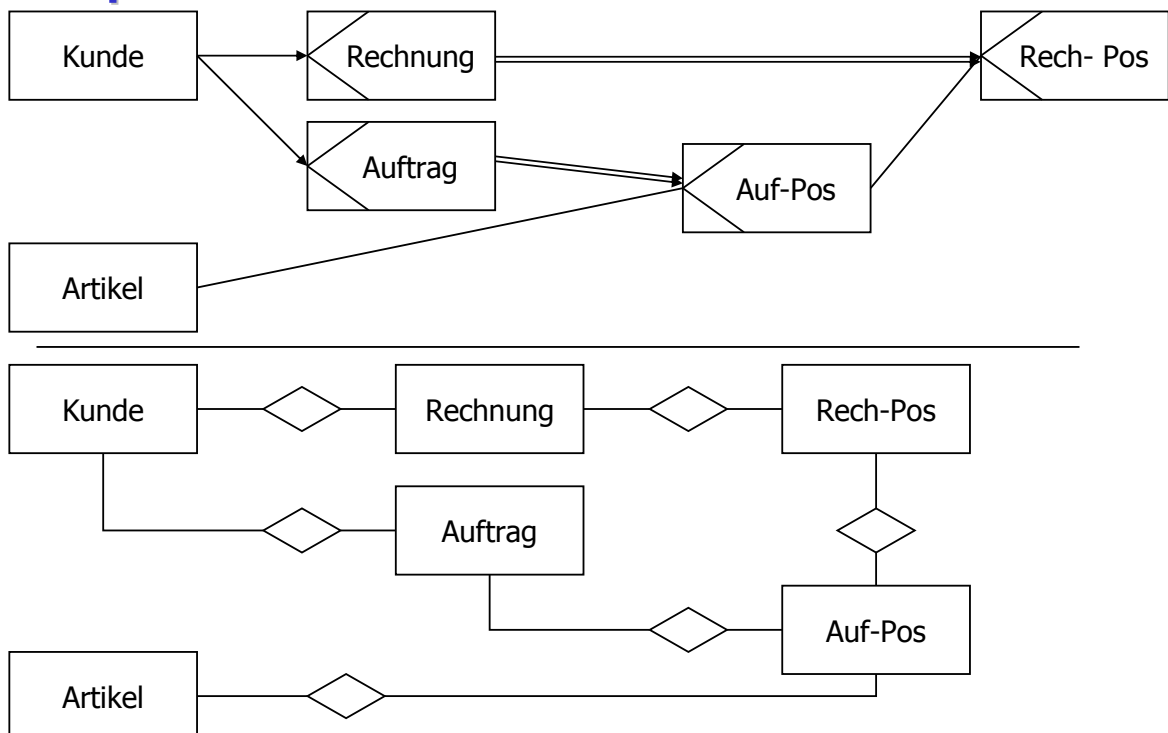 Kunde
Rechnung
Rech- Pos
Auftrag
Auf-Pos
Artikel
Kunde
Rechnung
Rech-Pos
Auftrag
Auf-Pos
Artikel